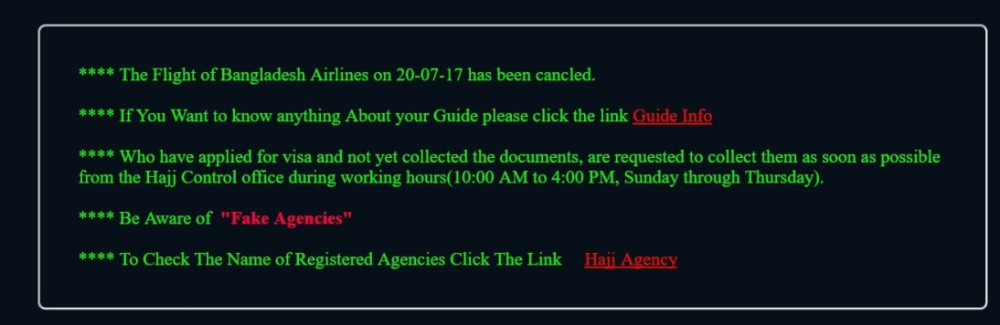 **** The Flight of Bangladesh Airlines on 20-07-17 has been cancled.
**** If You Want to know anything About your Guide please click the link Guide Info
**** Who have applied for visa and not yet collected the documents, are requested to collect them as soon as possible
from the Hajj Control office during working hours(10:00 AM to 4:00 PM, Sunday through Thursday).
**** Be Aware of "Fake Agencies"
**** To Check The Name of Registered Agencies Click The Link Hajj Agency